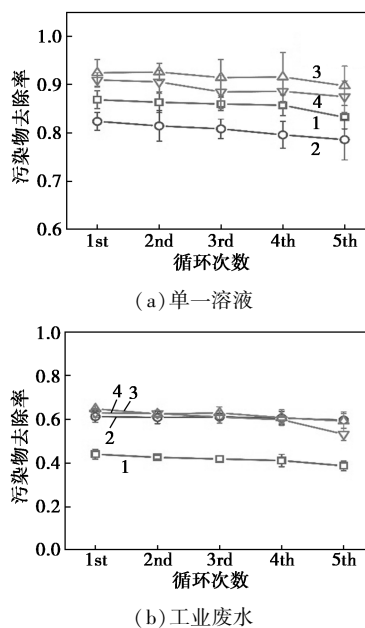 1.0
0.9
0.8
0.7
0.6
污染物去除率
3
4
1
2
1st 2nd 3rd 4th 5th
循环次数
(a)单一溶液
1.0
0.8
0.6
0.4
0.2
0.0
污染物去除率
4 3
2
1
1st 2nd 3rd 4th 5th
循环次数
(b)工业废水